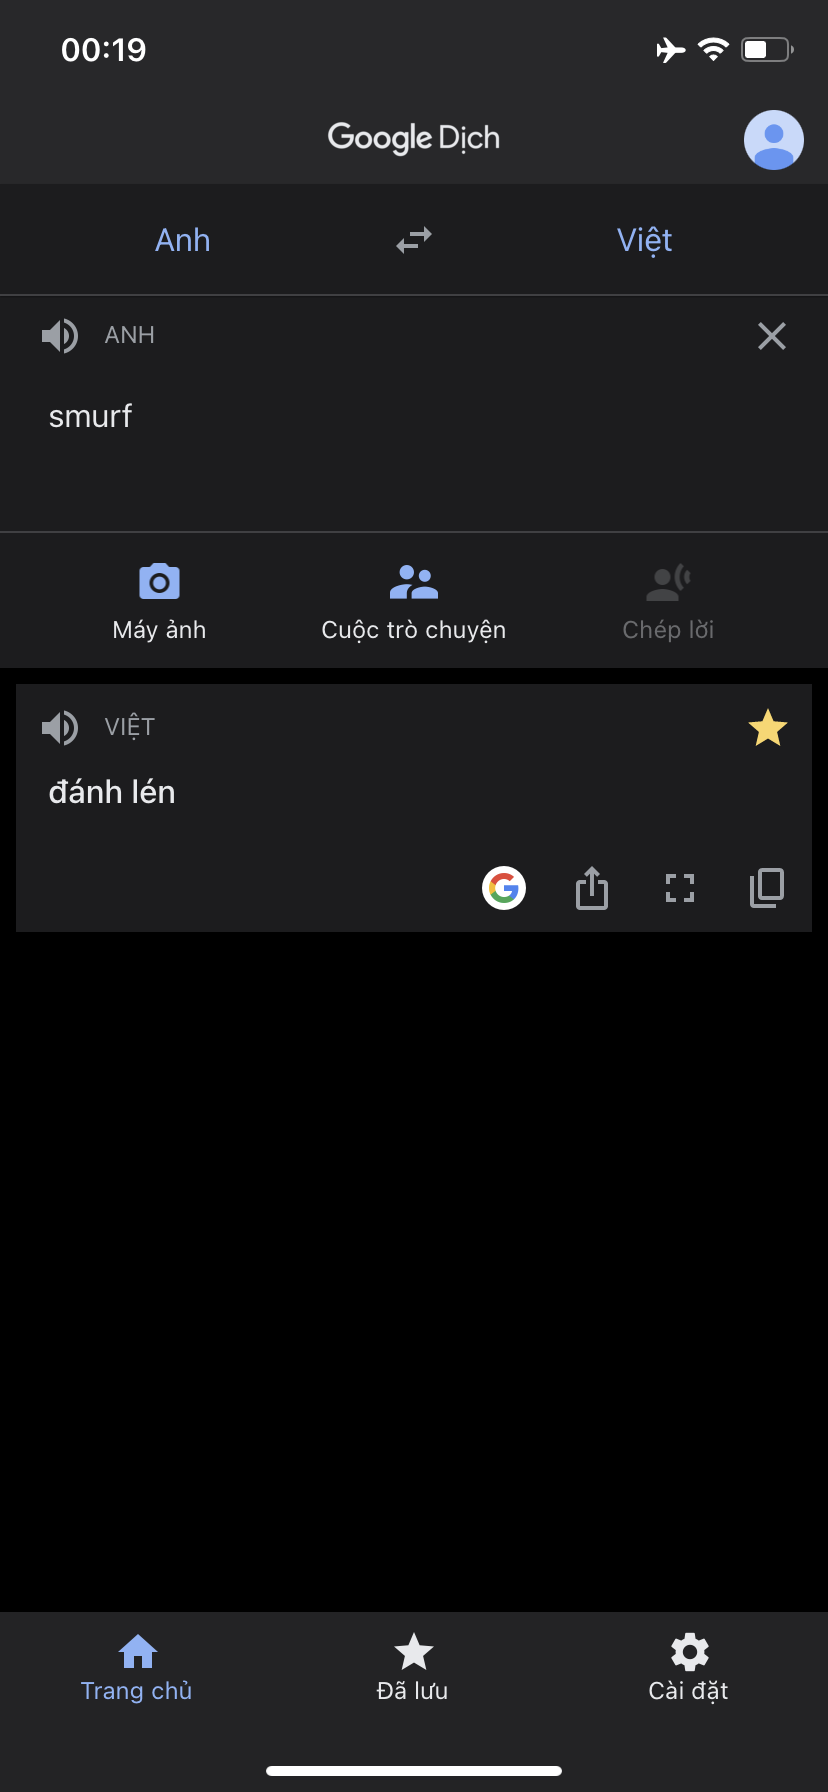 00:19
Google Dịch
Anh
Việt
ANH
smurf
Máy ảnh
Cuộc trò chuyện
Chép lời
VIỆT
đánh lén
Trang chủ
Đã lưu
Cài đặt